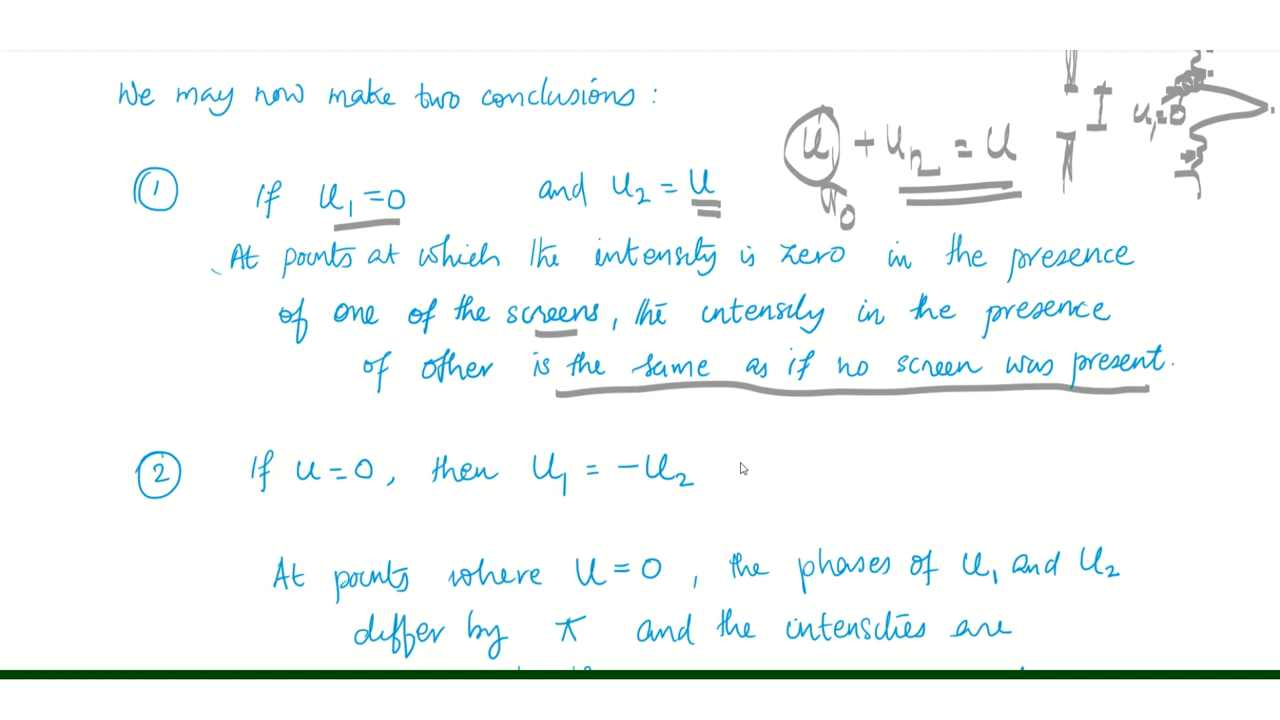 We may now make two conclusions :
U₁ + U₂ = U
U₁=0
0
① If U₁=0 and U₂ = U
At points at which the intensity is zero in the presence
of one of the screens, the intensity in the presence
of other is the same as if no screen was present.
② If U=0, then U₁ = -U₂
At points where U=0, the phases of U₁ and U₂
differ by π and the intensities are